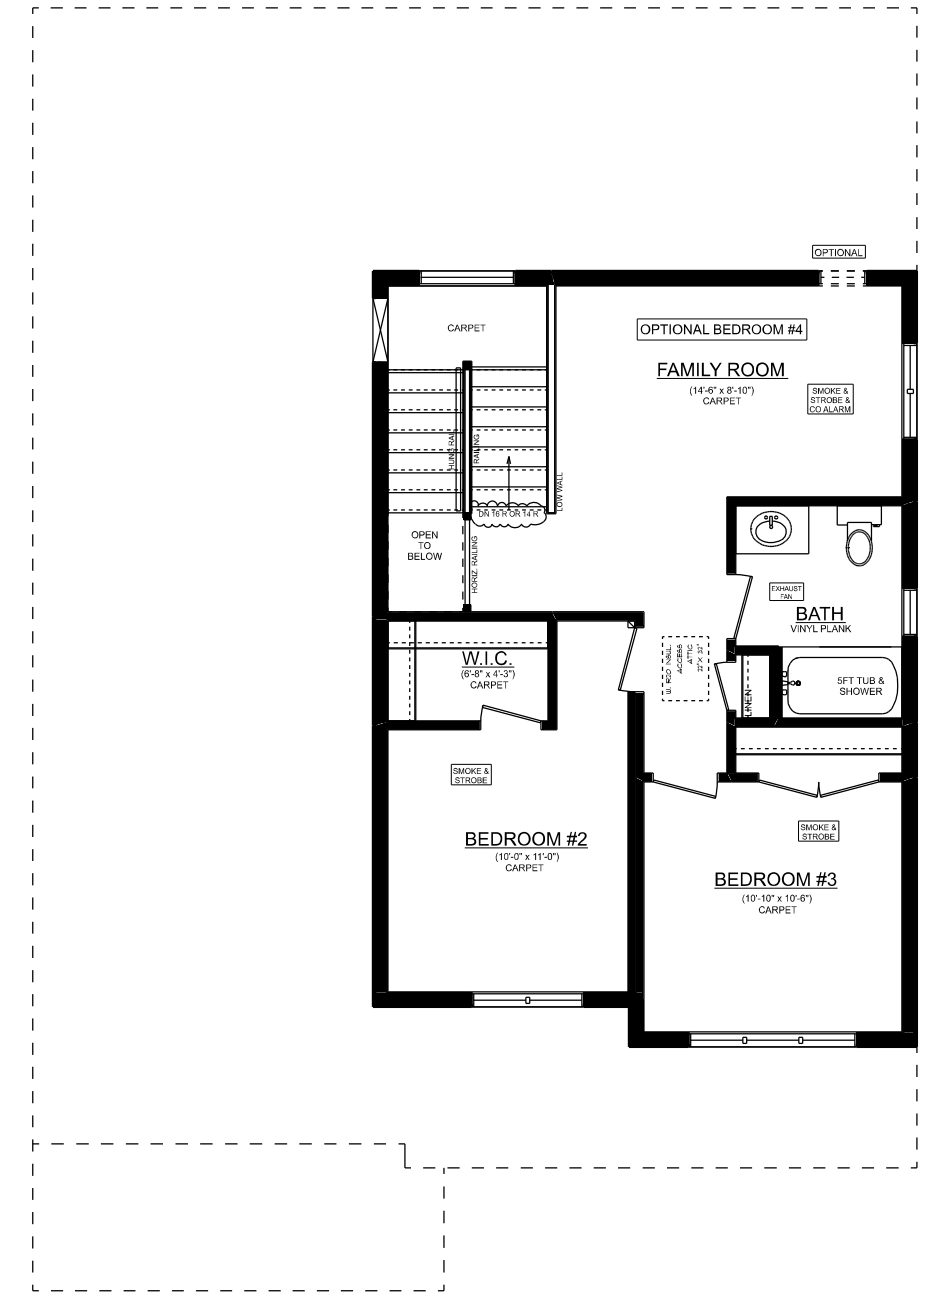 OPTIONAL
CARPET
OPTIONAL BEDROOM #4
FAMILY ROOM
(14'-6" x 8'-10")
CARPET
SMOKE &
STROBE &
CO ALARM
HUNG RAIL
RAILING
LOW WALL
DN 16 R OR 14 R
OPEN
TO
BELOW
HORIZ. RAILING
EXHAUST
FAN
BATH
VINYL PLANK
W.I.C.
(6'-8" x 4'-3")
CARPET
ATTIC
ACCESS
LINEN
5FT TUB &
SHOWER
SMOKE &
STROBE
BEDROOM #2
(10'-0" x 11'-0")
CARPET
SMOKE &
STROBE
BEDROOM #3
(10'-10" x 10'-6")
CARPET